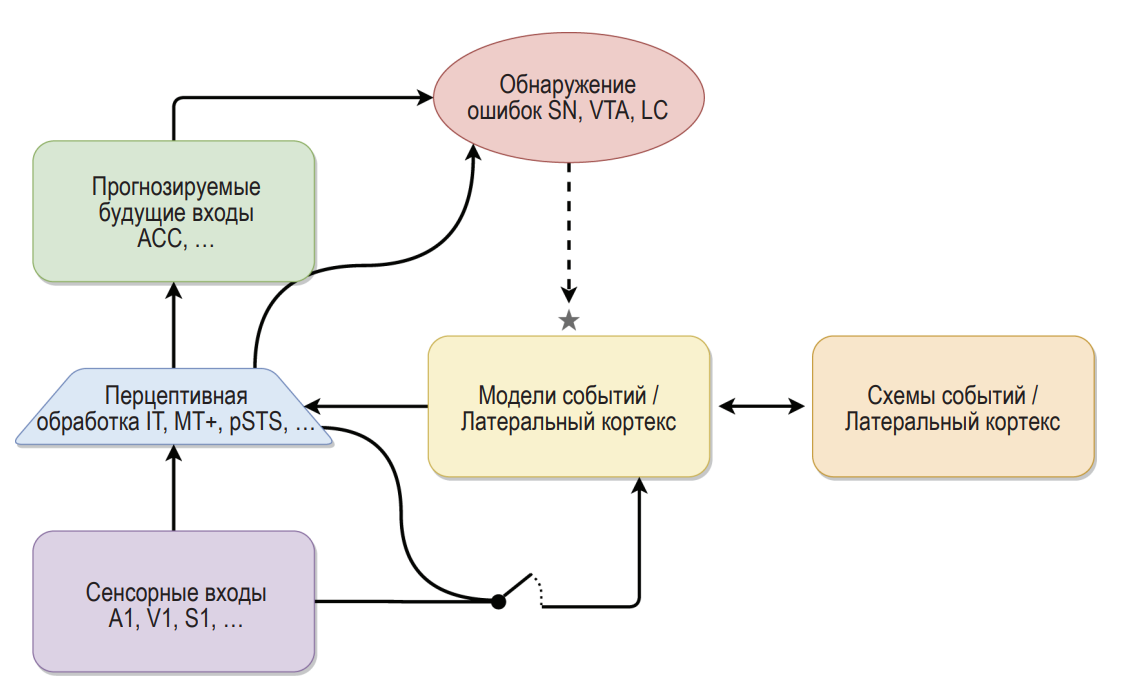 Обнаружение
ошибок SN, VTA, LC
Прогнозируемые
будущие входы
ACC, …
Перцептивная
обработка IT, MT+, pSTS, …
Модели событий /
Латеральный кортекс
Схемы событий /
Латеральный кортекс
Сенсорные входы
A1, V1, S1, …